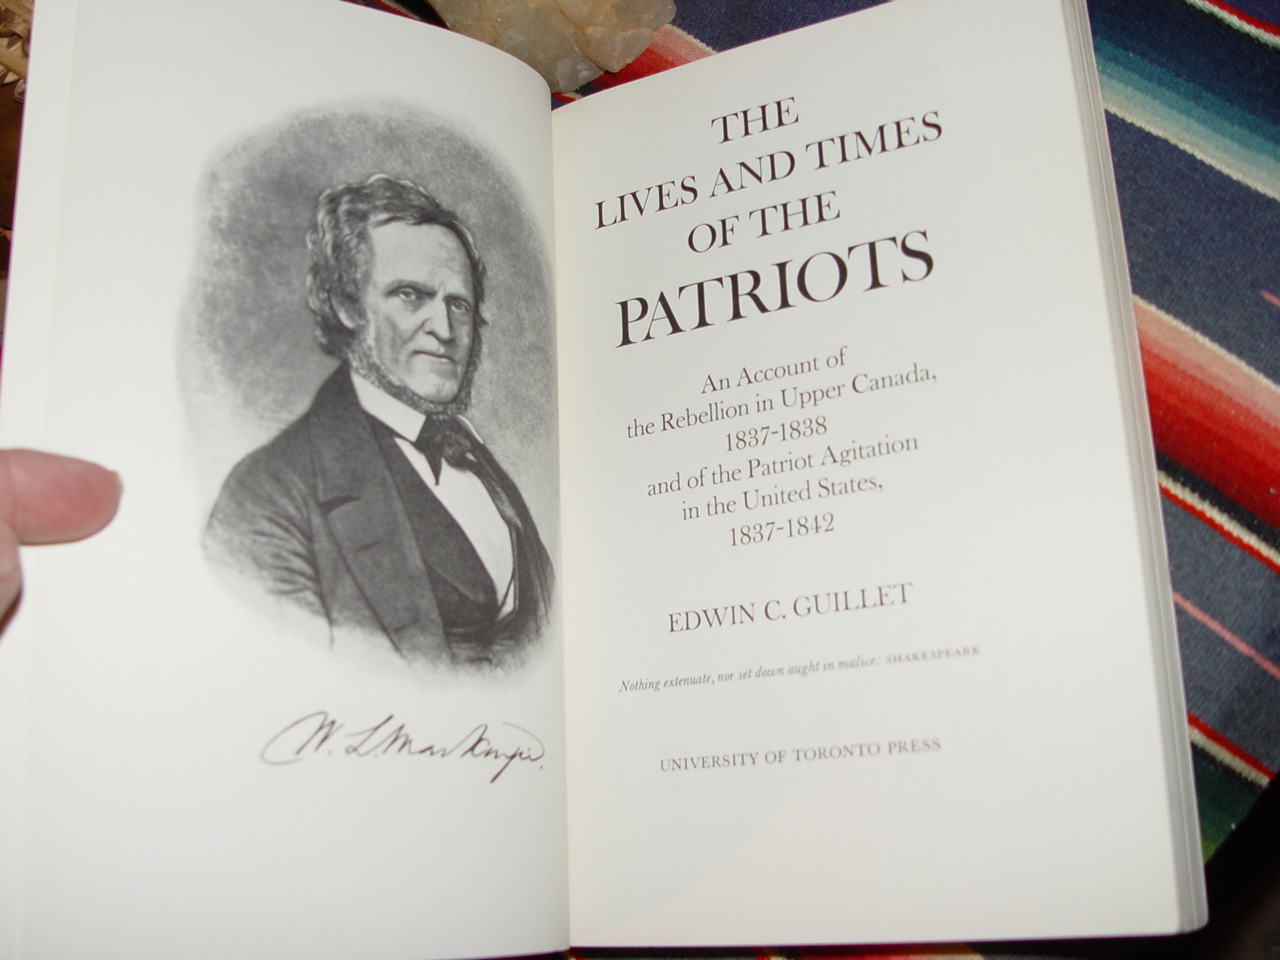 W. L. Mackenzie.
THE
LIVES AND TIMES
OF THE
PATRIOTS
An Account of
the Rebellion in Upper Canada,
1837-1838
and of the Patriot Agitation
in the United States,
1837-1842
EDWIN C. GUILLET
Nothing extenuate, nor set down aught in malice: SHAKESPEARE
UNIVERSITY OF TORONTO PRESS